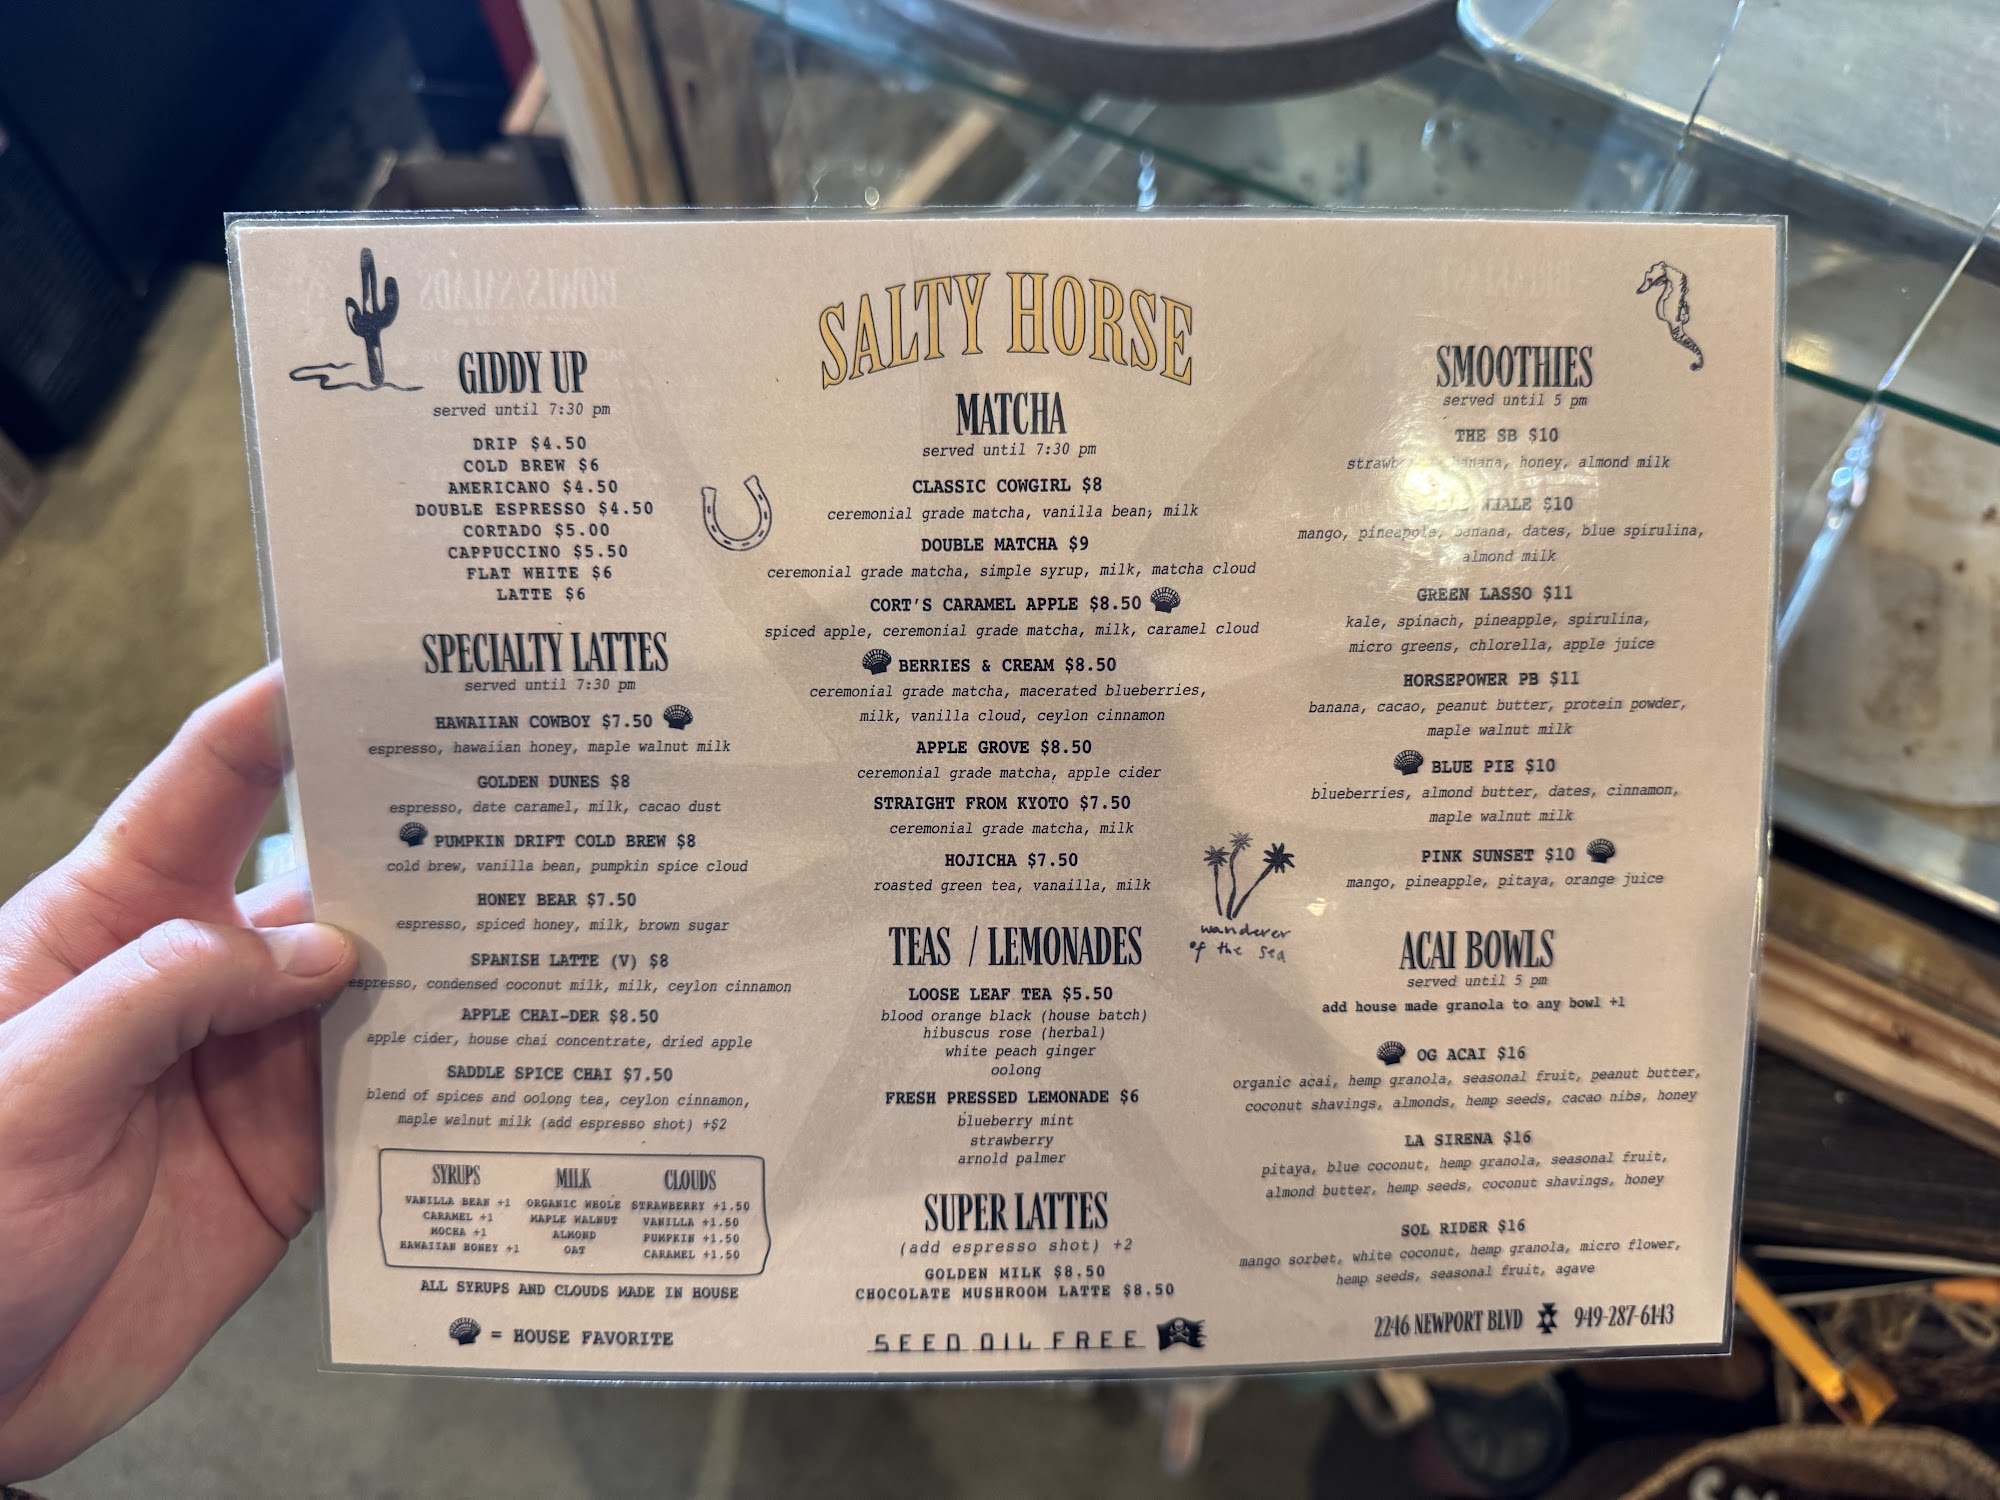 SALTY HORSE
GIDDY UP
served until 7:30 pm
DRIP $4.50
COLD BREW $6
AMERICANO $4.50
DOUBLE ESPRESSO $4.50
CORTADO $5.00
CAPPUCCINO $5.50
FLAT WHITE $6
LATTE $6
SPECIALTY LATTES
served until 7:30 pm
HAWAIIAN COWBOY $7.50
espresso, hawaiian honey, maple walnut milk
GOLDEN DUNES $8
espresso, date caramel, milk, cacao dust
PUMPKIN DRIFT COLD BREW $8
cold brew, vanilla bean, pumpkin spice cloud
HONEY BEAR $7.50
espresso, spiced honey, milk, brown sugar
SPANISH LATTE (V) $8
espresso, condensed coconut milk, milk, ceylon cinnamon
APPLE CHAI-DER $8.50
apple cider, house chai concentrate, dried apple
SADDLE SPICE CHAI $7.50
blend of spices and oolong tea, ceylon cinnamon,
maple walnut milk (add espresso shot) +$2
SYRUPS
VANILLA BEAN +1
CARAMEL +1
MOCHA +1
HAWAIIAN HONEY +1
MILK
ORGANIC WHOLE
MAPLE WALNUT
ALMOND
OAT
CLOUDS
STRAWBERRY +1.50
VANILLA +1.50
PUMPKIN +1.50
CARAMEL +1.50
ALL SYRUPS AND CLOUDS MADE IN HOUSE
= HOUSE FAVORITE
MATCHA
served until 7:30 pm
CLASSIC COWGIRL $8
ceremonial grade matcha, vanilla bean, milk
DOUBLE MATCHA $9
ceremonial grade matcha, simple syrup, milk, matcha cloud
CORT'S CARAMEL APPLE $8.50
spiced apple, ceremonial grade matcha, milk, caramel cloud
BERRIES & CREAM $8.50
ceremonial grade matcha, macerated blueberries,
milk, vanilla cloud, ceylon cinnamon
APPLE GROVE $8.50
ceremonial grade matcha, apple cider
STRAIGHT FROM KYOTO $7.50
ceremonial grade matcha, milk
HOJICHA $7.50
roasted green tea, vanailla, milk
wanderer
of the sea
TEAS / LEMONADES
LOOSE LEAF TEA $5.50
blood orange black (house batch)
hibuscus rose (herbal)
white peach ginger
oolong
FRESH PRESSED LEMONADE $6
blueberry mint
strawberry
arnold palmer
SUPER LATTES
(add espresso shot) +2
GOLDEN MILK $8.50
CHOCOLATE MUSHROOM LATTE $8.50
SEED OIL FREE
SMOOTHIES
served until 5 pm
THE SB $10
banana, honey, almond milk
WHALE $10
mango, pineapple, banana, dates, blue spirulina,
almond milk
GREEN LASSO $11
kale, spinach, pineapple, spirulina,
micro greens, chlorella, apple juice
HORSEPOWER PB $11
banana, cacao, peanut butter, protein powder,
maple walnut milk
BLUE PIE $10
blueberries, almond butter, dates, cinnamon,
maple walnut milk
PINK SUNSET $10
mango, pineapple, pitaya, orange juice
ACAI BOWLS
served until 5 pm
add house made granola to any bowl +1
OG ACAI $16
organic acai, hemp granola, seasonal fruit, peanut butter,
coconut shavings, almonds, hemp seeds, cacao nibs, honey
LA SIRENA $16
pitaya, blue coconut, hemp granola, seasonal fruit,
almond butter, hemp seeds, coconut shavings, honey
SOL RIDER $16
mango sorbet, white coconut, hemp granola, micro flower,
hemp seeds, seasonal fruit, agave
2246 NEWPORT BLVD 949-287-6143